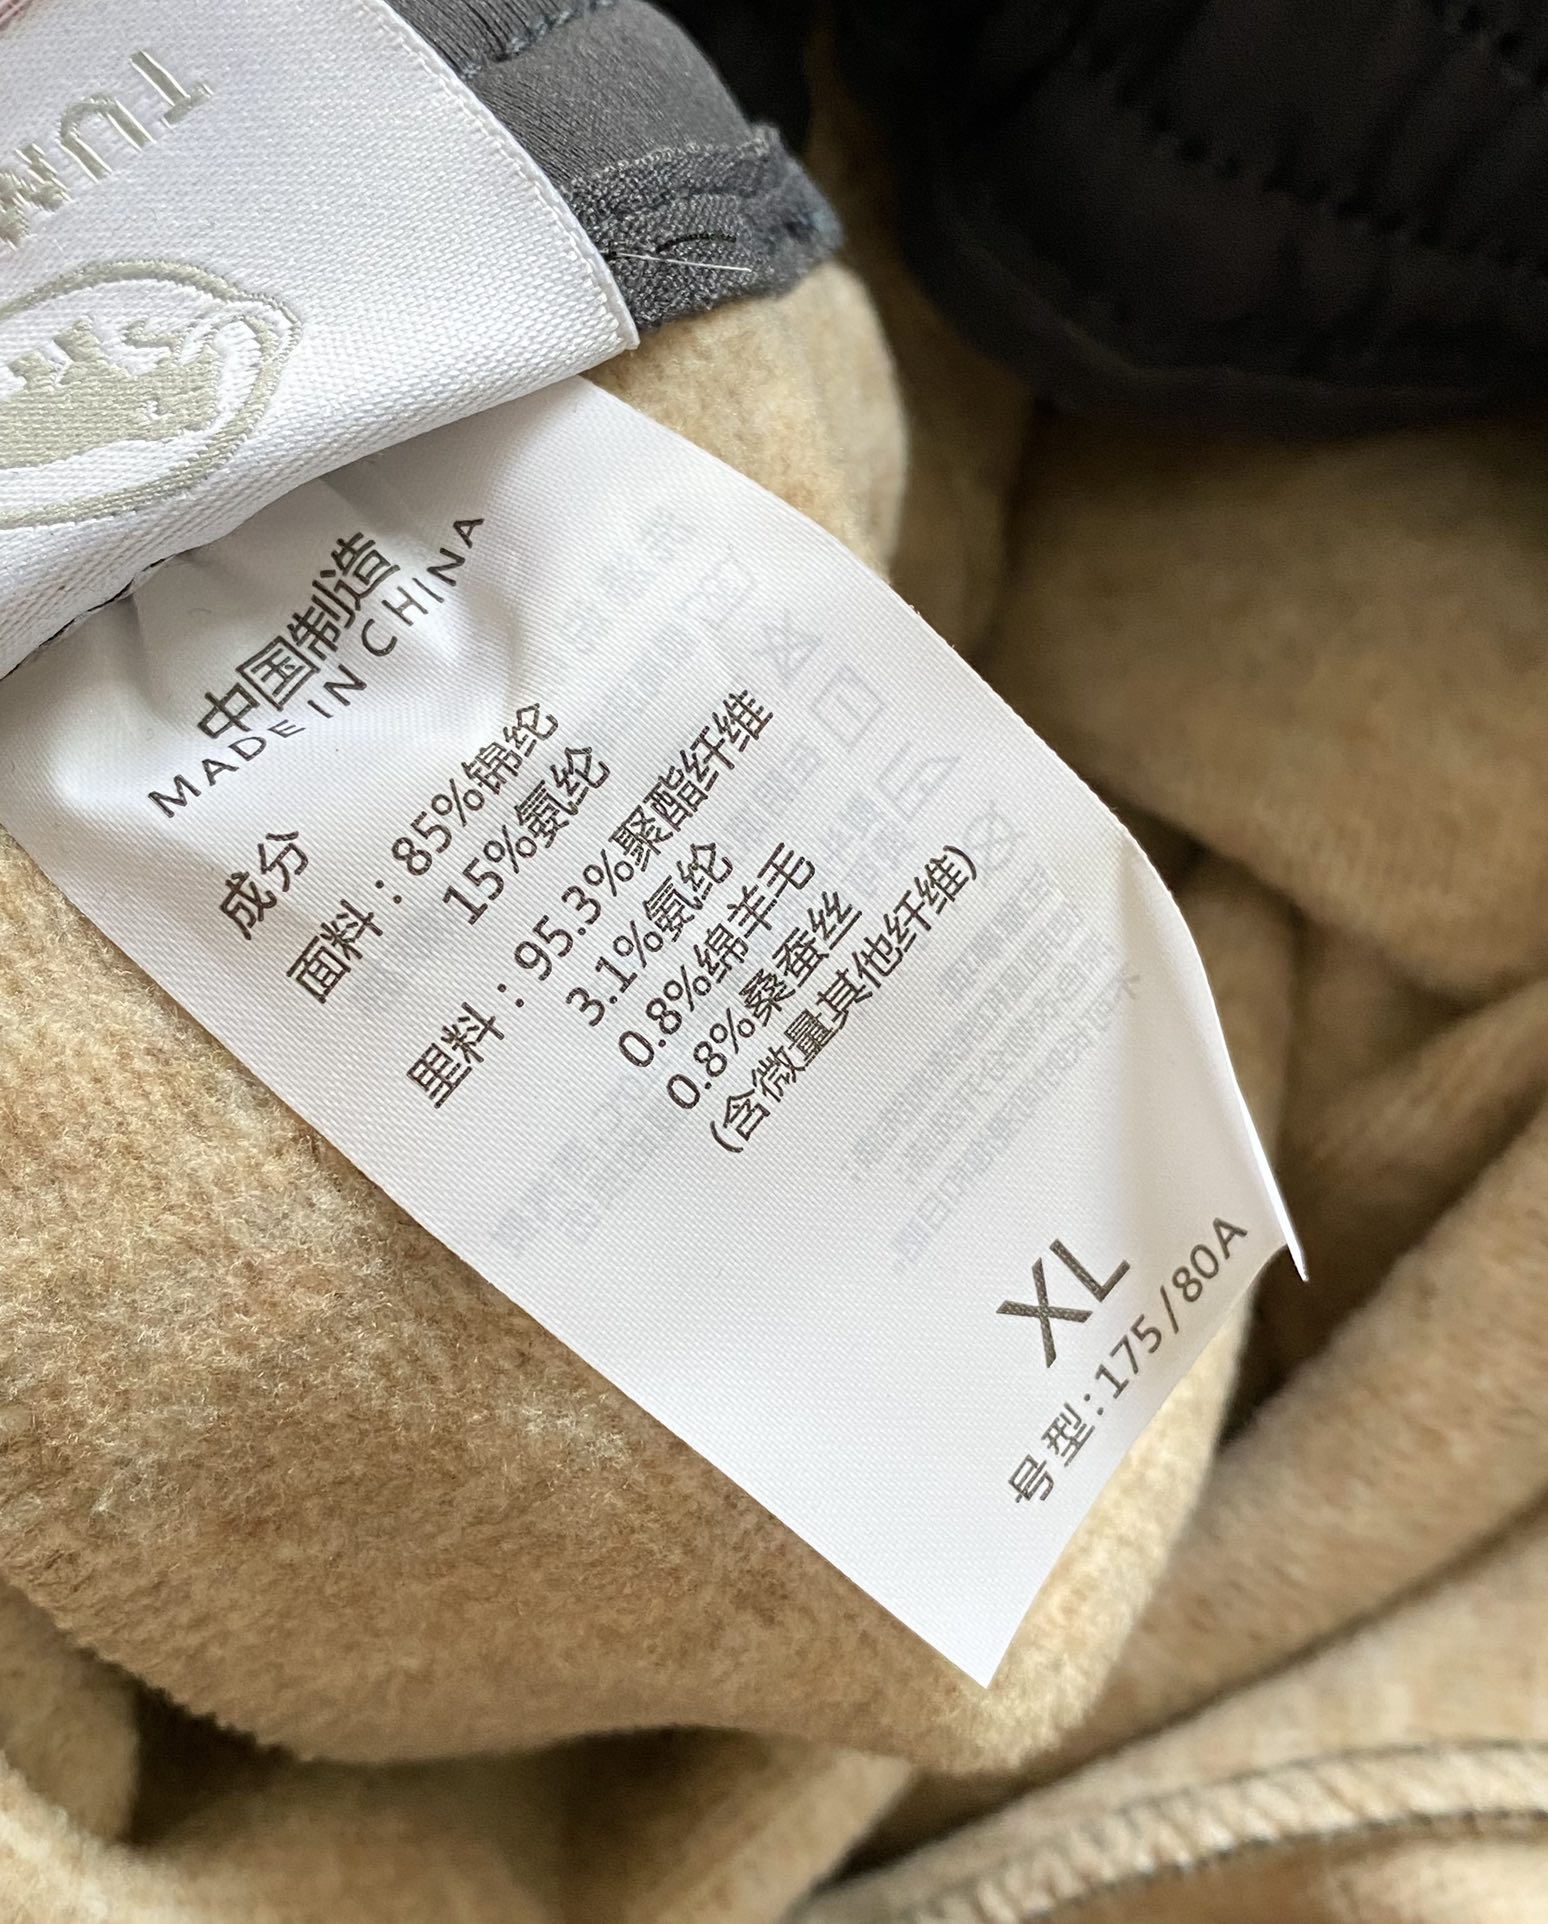 中国制造
MADE IN CHINA
成分
面料：85%锦纶
15%氨纶
里料：95.3%聚酯纤维
3.1%氨纶
0.8%绵羊毛
0.8%桑蚕丝
(含微量其他纤维)
XL
号型：175/80A